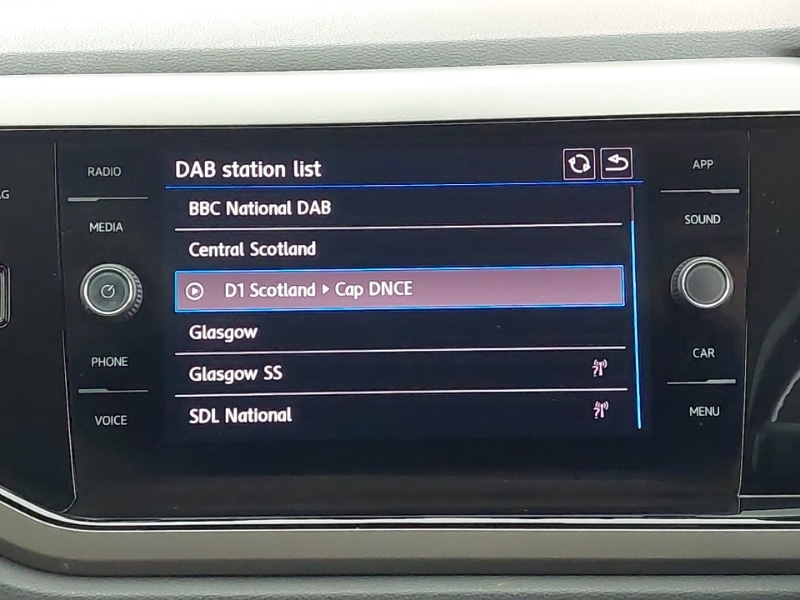 DAB station list
BBC National DAB
Central Scotland
D1 Scotland ▸ Cap DNCE
Glasgow
Glasgow SS
SDL National
RADIO
MEDIA
PHONE
VOICE
APP
SOUND
CAR
MENU